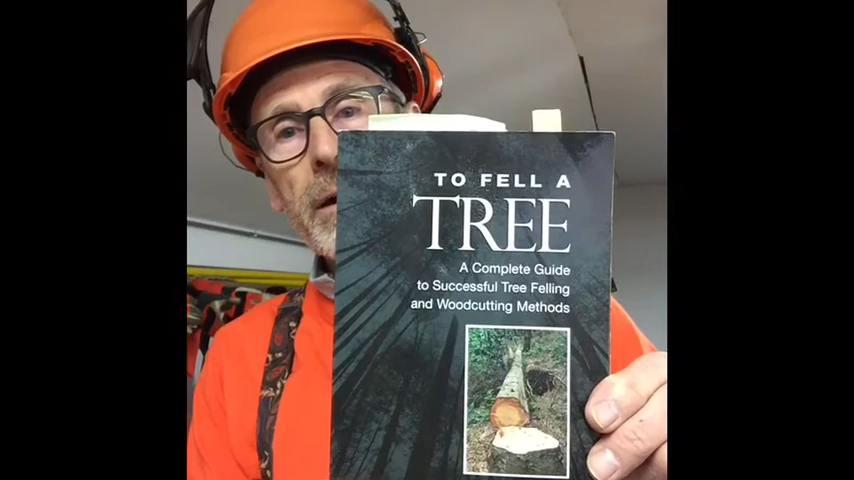 TO FELL A
TREE
A Complete Guide
to Successful Tree Felling
and Woodcutting Methods